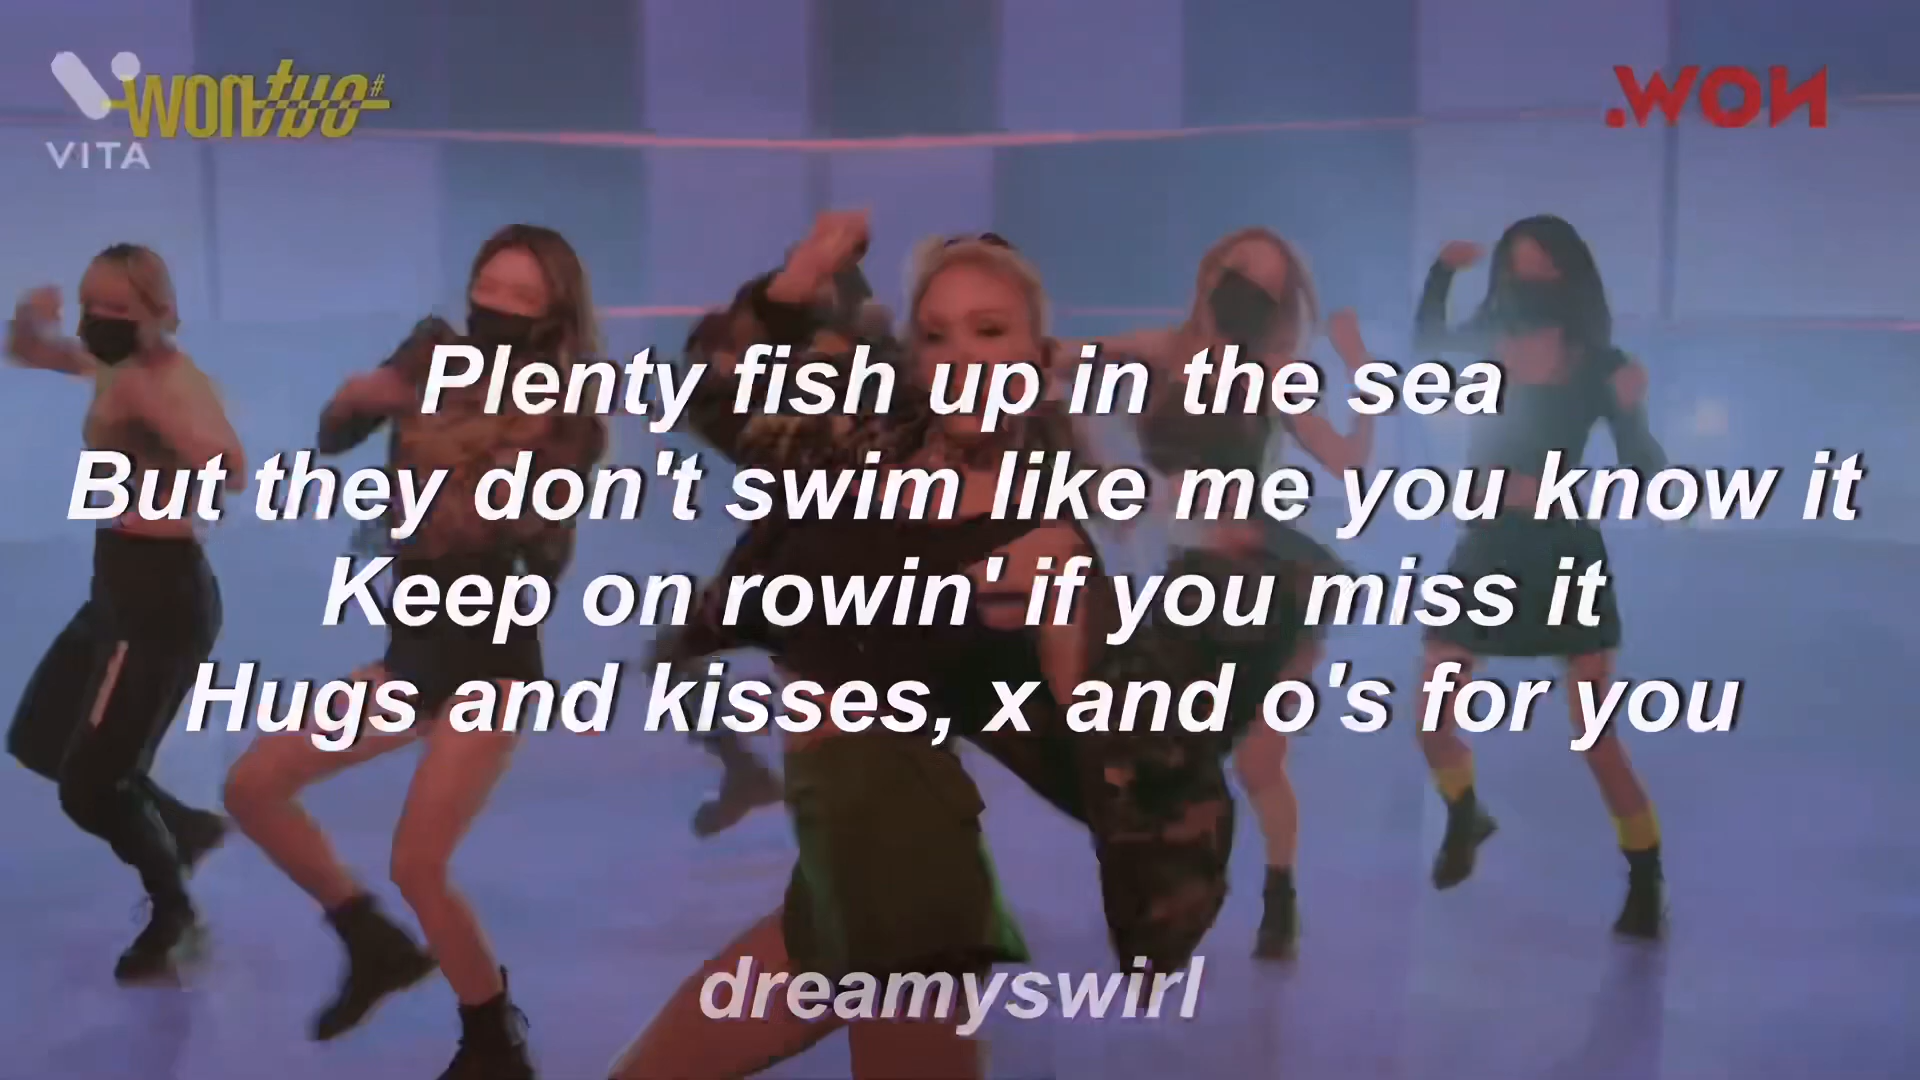 WONtuo#
VITA
.WON
Plenty fish up in the sea
But they don't swim like me you know it
Keep on rowin' if you miss it
Hugs and kisses, x and o's for you
dreamyswirl